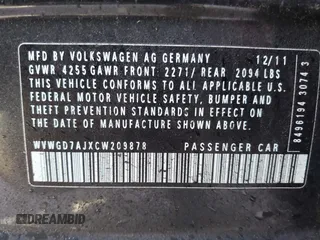 MFD BY VOLKSWAGEN AG GERMANY 12/11
GVWR 4255 GAWR FRONT: 2271/ REAR 2094 LBS
THIS VEHICLE CONFORMS TO ALL APPLICABLE U.S.
FEDERAL MOTOR VEHICLE SAFETY, BUMPER AND
THEFT PREVENTION STANDARDS IN EFFECT ON THE
DATE OF MANUFACTURE SHOWN ABOVE.
WVWGD7AJXCW209878 PASSENGER CAR
8496194 3074 3
DREAMBID